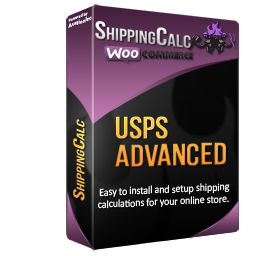 ShippingCalc
WooCommerce
USPS
ADVANCED
Easy to install and setup shipping
calculations for your online store.
ShippingCalc